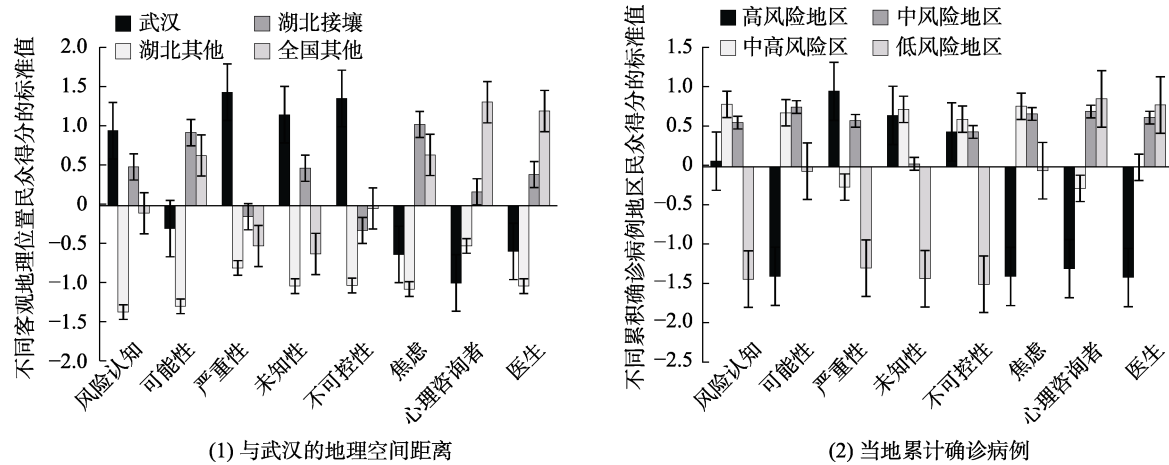 武汉 湖北接壤
湖北其他 全国其他
不同客观地理位置民众得分的标准值
2.0
1.5
1.0
0.5
0
−0.5
−1.0
−1.5
−2.0
风险认知 可能性 严重性 未知性 不可控性 焦虑 心理咨询者 医生
(1) 与武汉的地理空间距离
高风险地区 中风险地区
中高风险区 低风险地区
不同累积确诊病例地区民众得分的标准值
1.5
1.0
0.5
0
−0.5
−1.0
−1.5
−2.0
−2.5
风险认知 可能性 严重性 未知性 不可控性 焦虑 心理咨询者 医生
(2) 当地累计确诊病例